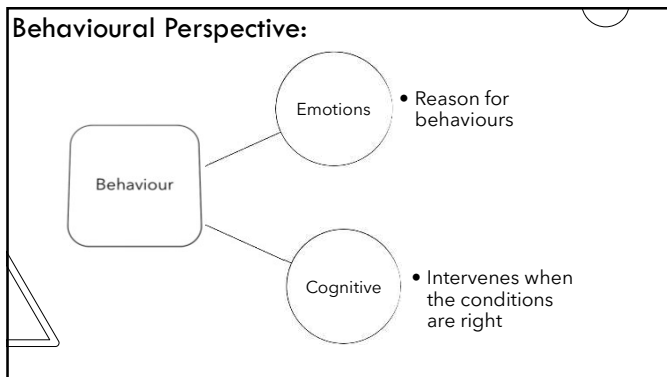 Behavioural Perspective:
Emotions
• Reason for
behaviours
Behaviour
Cognitive
• Intervenes when
the conditions
are right